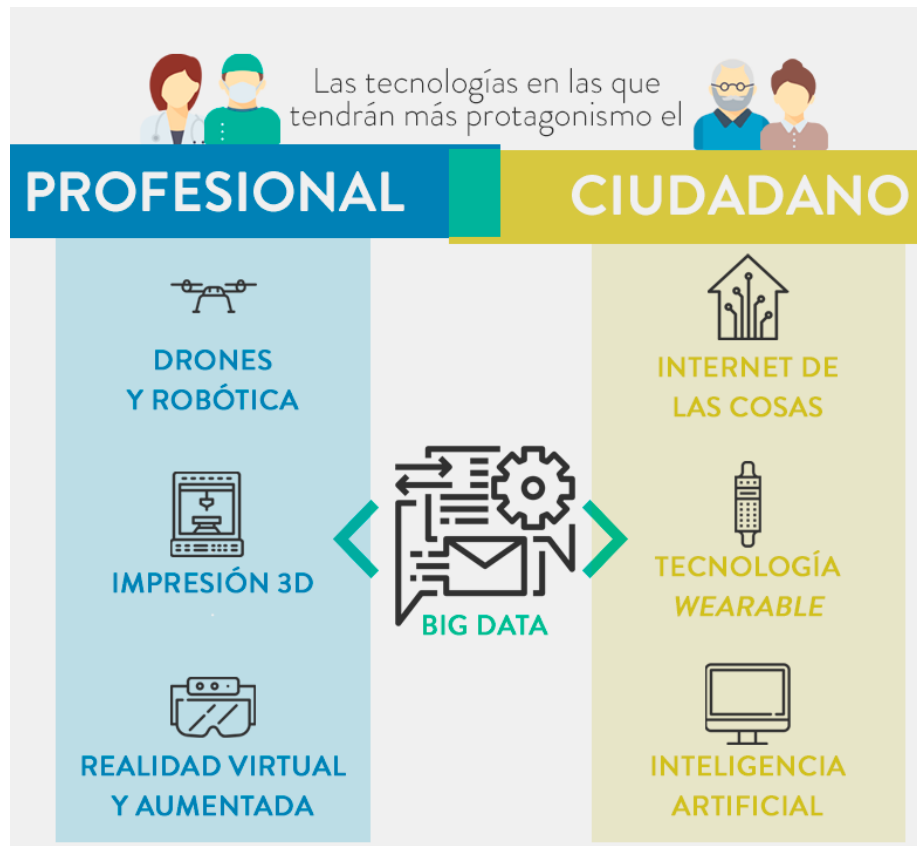 Las tecnologías en las que
tendrán más protagonismo el
PROFESIONAL
CIUDADANO
DRONES
Y ROBÓTICA
IMPRESIÓN 3D
REALIDAD VIRTUAL
Y AUMENTADA
BIG DATA
INTERNET DE
LAS COSAS
TECNOLOGÍA
WEARABLE
INTELIGENCIA
ARTIFICIAL